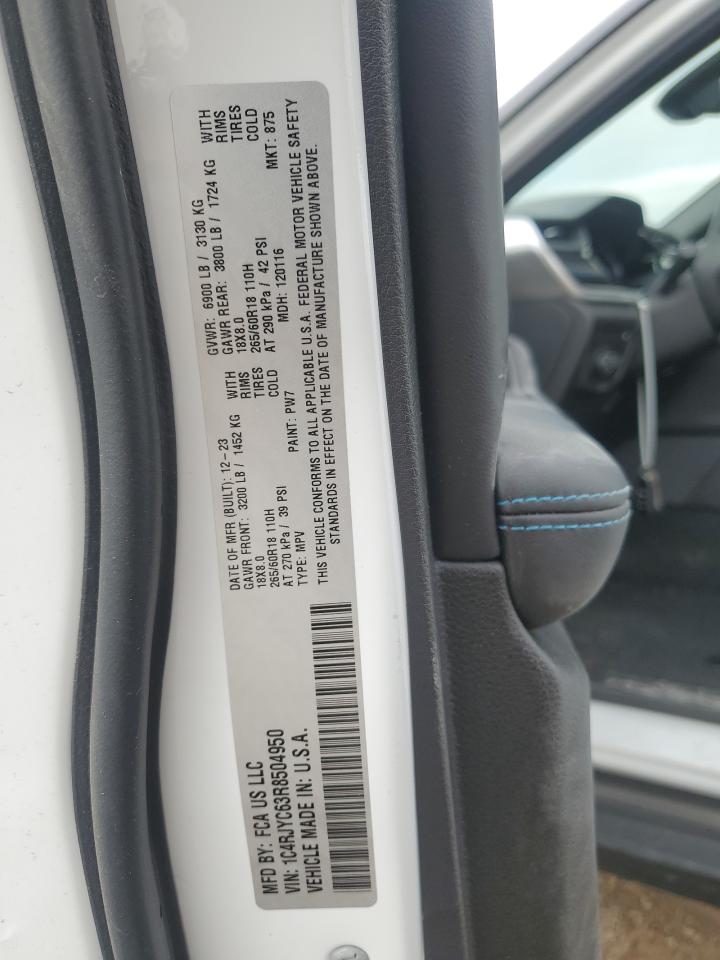 MFD BY: FCA US LLC
VIN: 1C4RJYC63R8504950
VEHICLE MADE IN: U.S.A.
DATE OF MFR (BUILT): 12-23
GAWR FRONT: 3200 LB / 1452 KG WITH
18X8.0 RIMS
265/60R18 110H TIRES
AT 270 kPa / 39 PSI COLD
TYPE: MPV PAINT: PW7
GVWR: 6900 LB / 3130 KG
GAWR REAR: 3800 LB / 1724 KG WITH
18X8.0 RIMS
265/60R18 110H TIRES
AT 290 kPa / 42 PSI COLD
MDH: 120116 MKT: 875
THIS VEHICLE CONFORMS TO ALL APPLICABLE U.S.A. FEDERAL MOTOR VEHICLE SAFETY
STANDARDS IN EFFECT ON THE DATE OF MANUFACTURE SHOWN ABOVE.